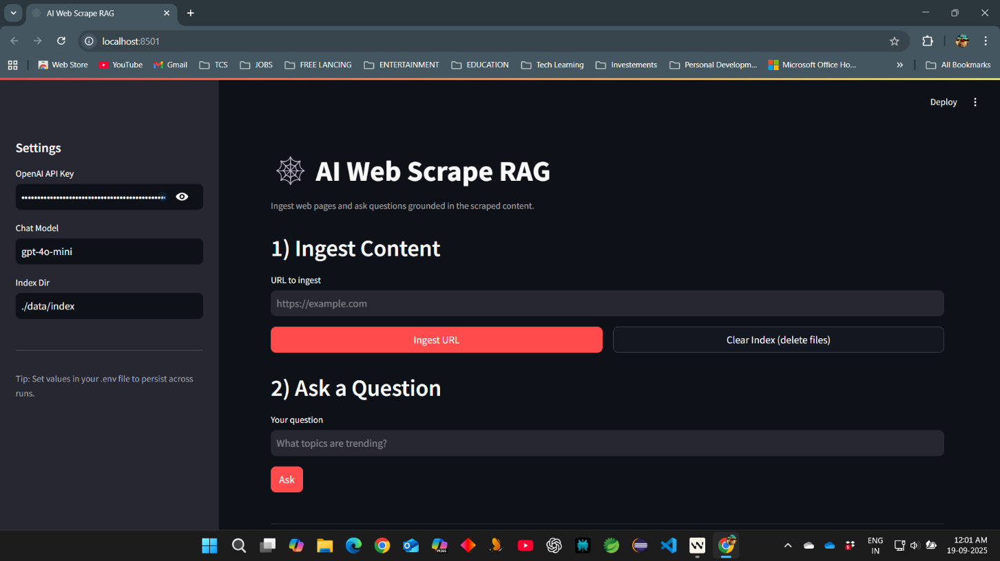 AI Web Scrape RAG
localhost:8501
Web Store YouTube Gmail TCS JOBS FREE LANCING ENTERTAINMENT EDUCATION Tech Learning Investements Personal Developm... Microsoft Office Ho... All Bookmarks
Deploy
Settings
OpenAI API Key
Chat Model
gpt-4o-mini
Index Dir
./data/index
Tip: Set values in your .env file to persist across
runs.
AI Web Scrape RAG
Ingest web pages and ask questions grounded in the scraped content.
1) Ingest Content
URL to ingest
https://example.com
Ingest URL Clear Index (delete files)
2) Ask a Question
Your question
What topics are trending?
Ask
M365
ENG
IN
12:01 AM
19-09-2025